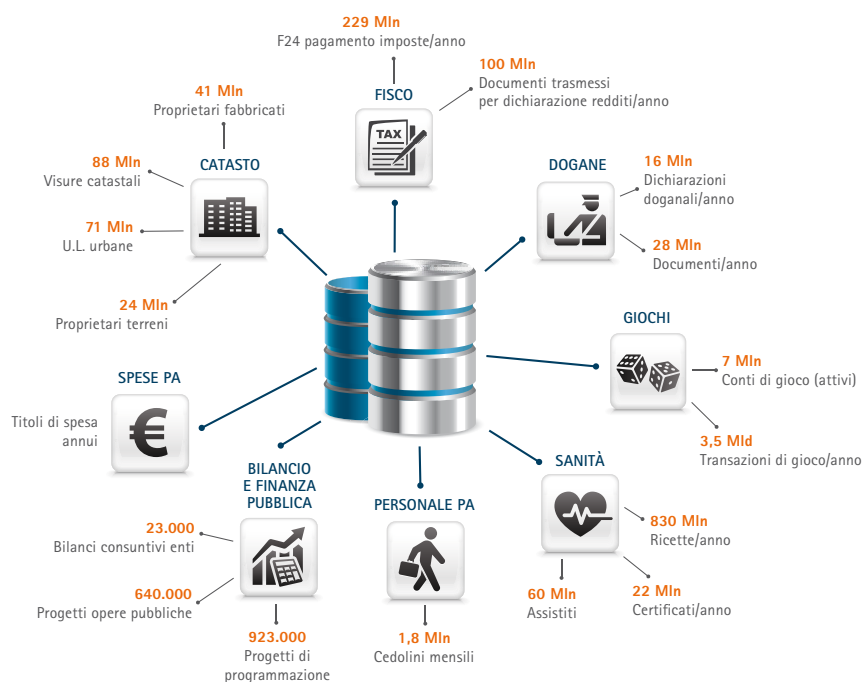 229 Mln
F24 pagamento imposte/anno
100 Mln
Documenti trasmessi
per dichiarazione redditi/anno
FISCO
TAX
41 Mln
Proprietari fabbricati
CATASTO
88 Mln
Visure catastali
71 Mln
U.L. urbane
24 Mln
Proprietari terreni
DOGANE
16 Mln
Dichiarazioni
doganali/anno
28 Mln
Documenti/anno
GIOCHI
7 Mln
Conti di gioco (attivi)
3,5 Mld
Transazioni di gioco/anno
SPESE PA
Titoli di spesa
annui
€
BILANCIO
E FINANZA
PUBBLICA
23.000
Bilanci consuntivi enti
640.000
Progetti opere pubbliche
923.000
Progetti di
programmazione
PERSONALE PA
1,8 Mln
Cedolini mensili
SANITÀ
830 Mln
Ricette/anno
60 Mln
Assistiti
22 Mln
Certificati/anno